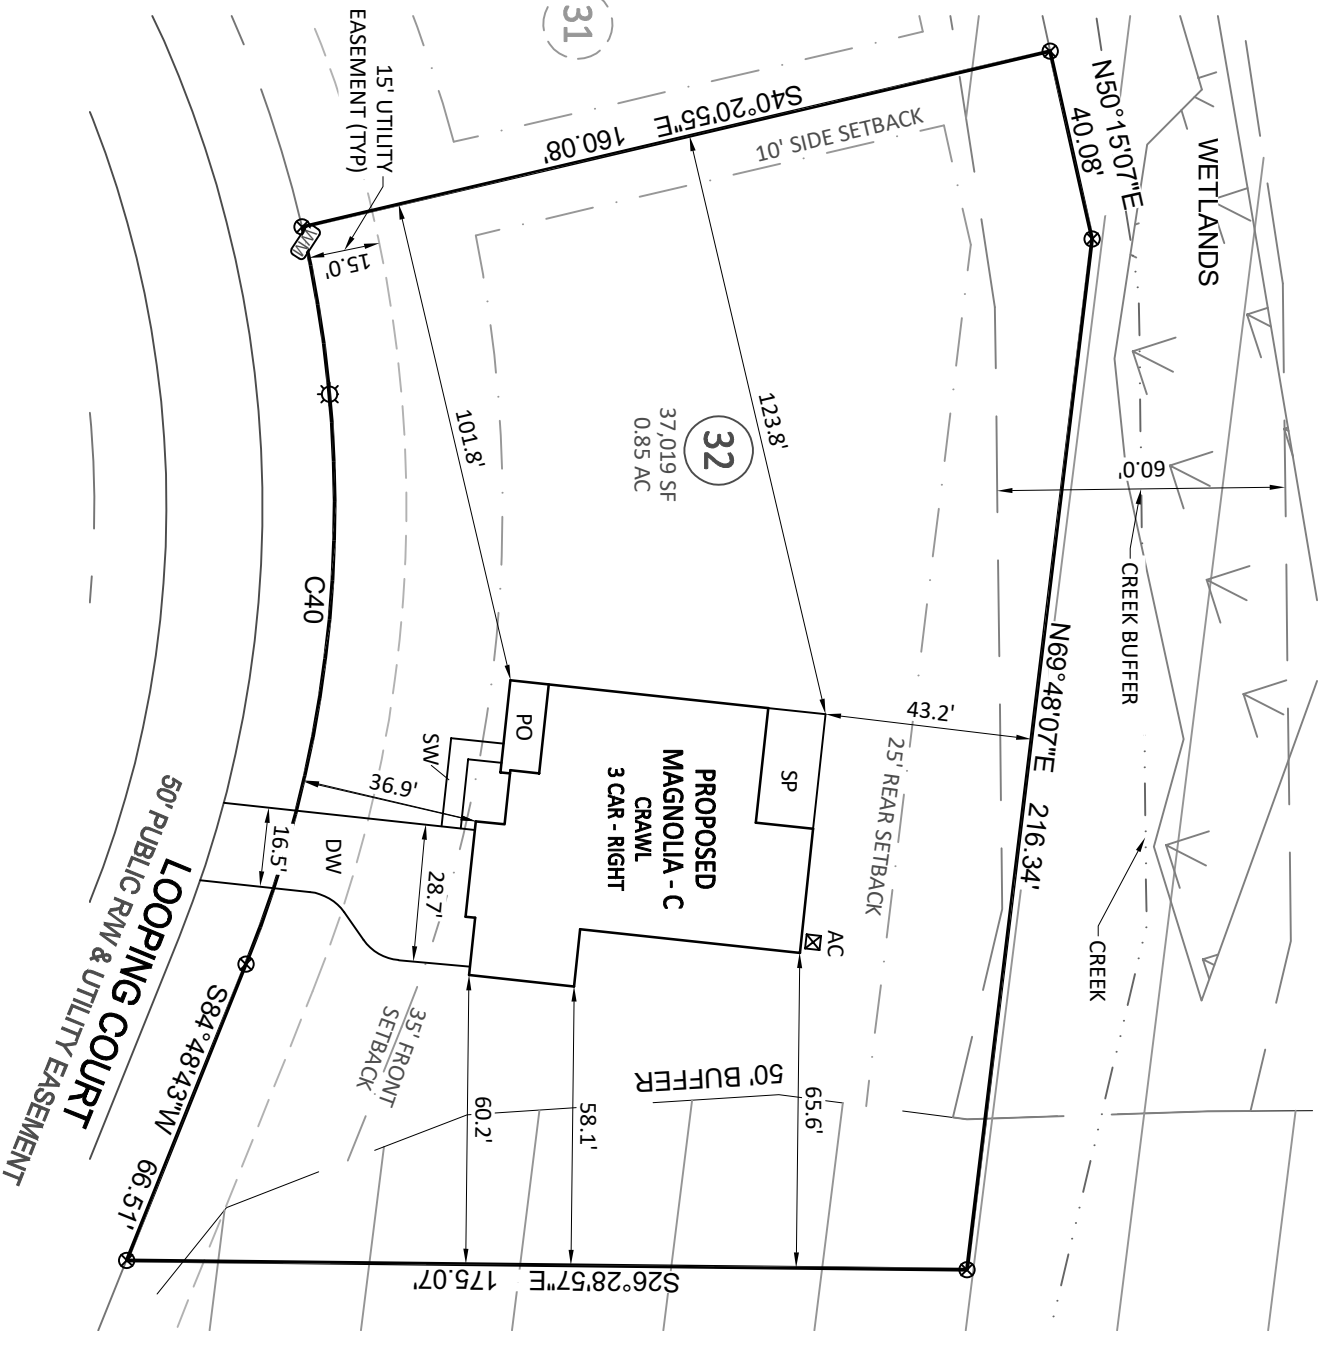 31
15' UTILITY
EASEMENT (TYP)
N50°15'07"E
40.08'
WETLANDS
S40°20'55"E 160.08'
10' SIDE SETBACK
WM
15.0'
101.8'
123.8'
32
37,019 SF
0.85 AC
60.0'
CREEK BUFFER
N69°48'07"E 216.34'
CREEK
C40
43.2'
25' REAR SETBACK
PO
SP
SW
36.9'
PROPOSED
MAGNOLIA - C
CRAWL
3 CAR - RIGHT
AC
16.5'
DW
28.7'
35' FRONT
SETBACK
50' BUFFER
65.6'
58.1'
60.2'
S84°48'43"W 66.51'
S26°28'57"E 175.07'
LOOPING COURT
50' PUBLIC R/W & UTILITY EASEMENT